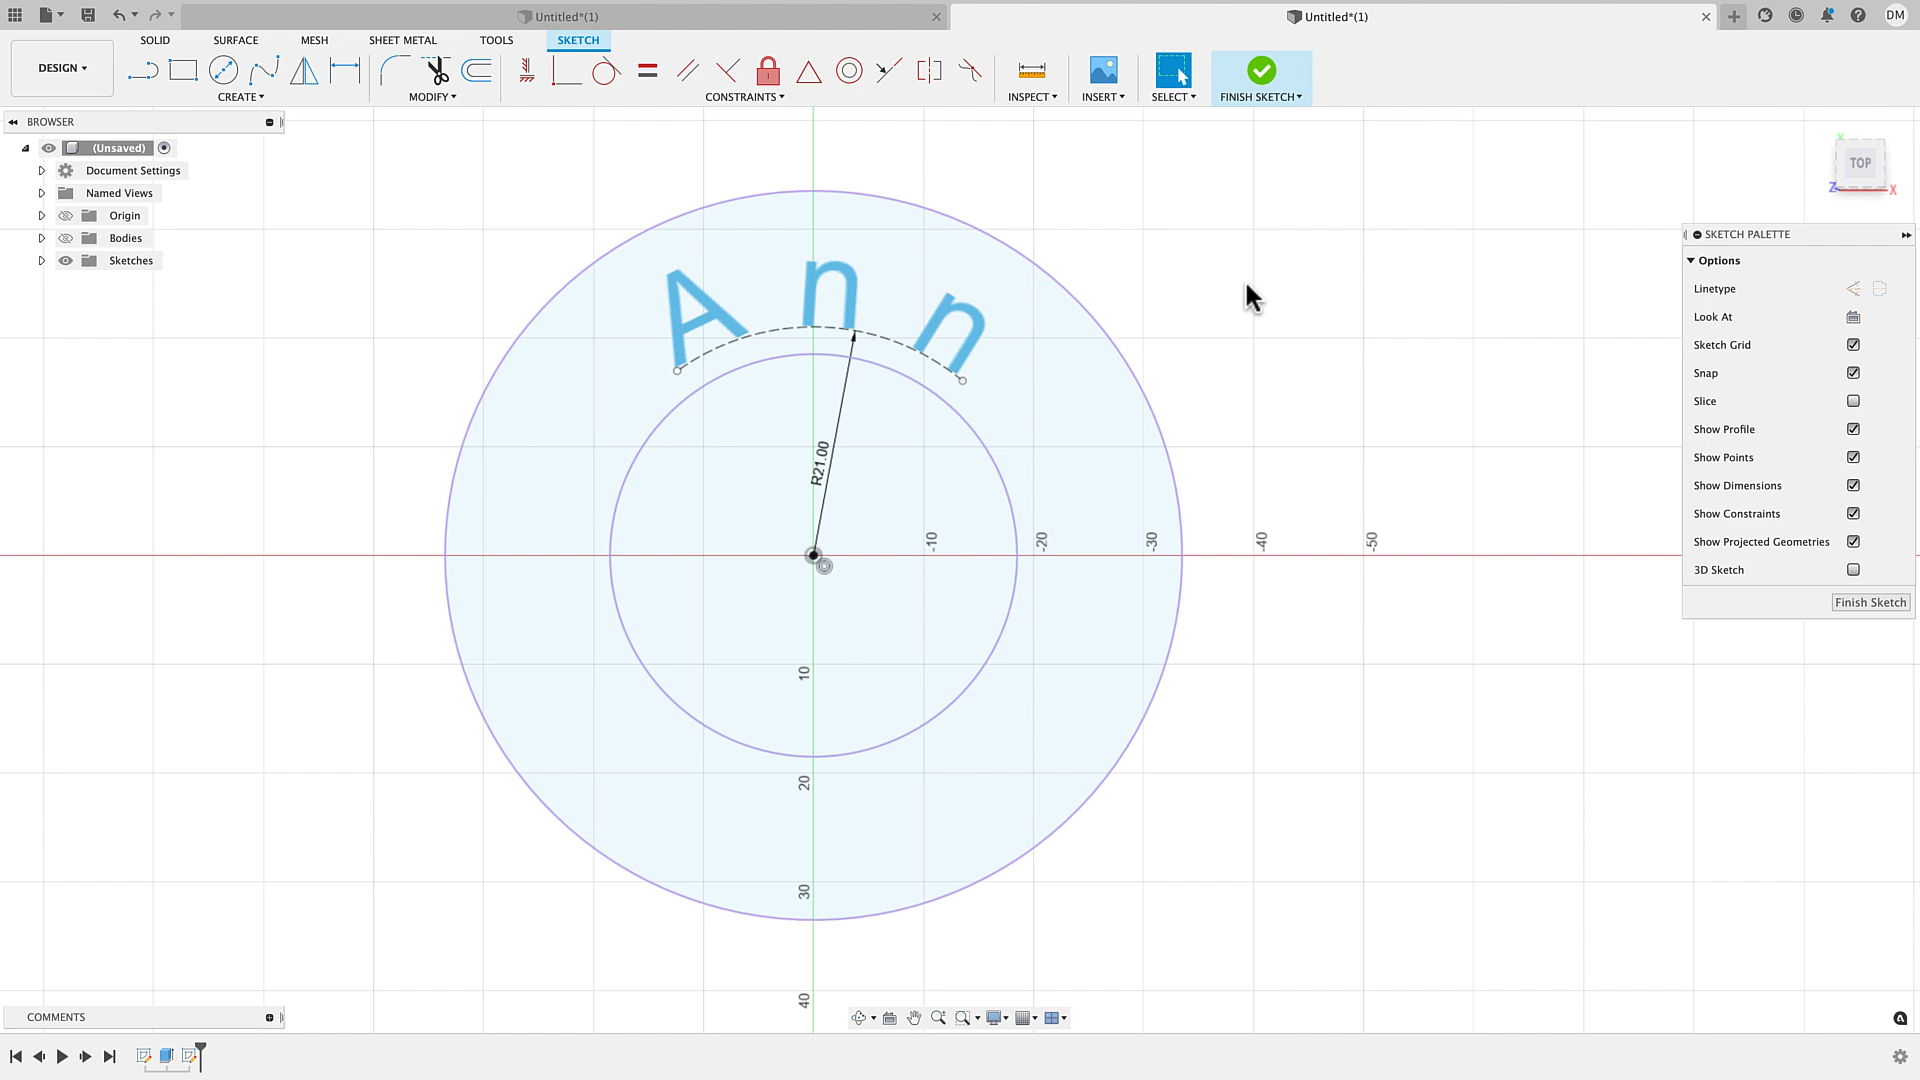 Untitled*(1)
Untitled*(1)
DM
DESIGN
SOLID
SURFACE
MESH
SHEET METAL
TOOLS
SKETCH
CREATE
MODIFY
CONSTRAINTS
INSPECT
INSERT
SELECT
FINISH SKETCH
BROWSER
(Unsaved)
Document Settings
Named Views
Origin
Bodies
Sketches
Y
TOP
Z
X
Ann
R21.00
-10
-20
-30
-40
-50
10
20
30
40
SKETCH PALETTE
Options
Linetype
Look At
Sketch Grid
Snap
Slice
Show Profile
Show Points
Show Dimensions
Show Constraints
Show Projected Geometries
3D Sketch
Finish Sketch
COMMENTS